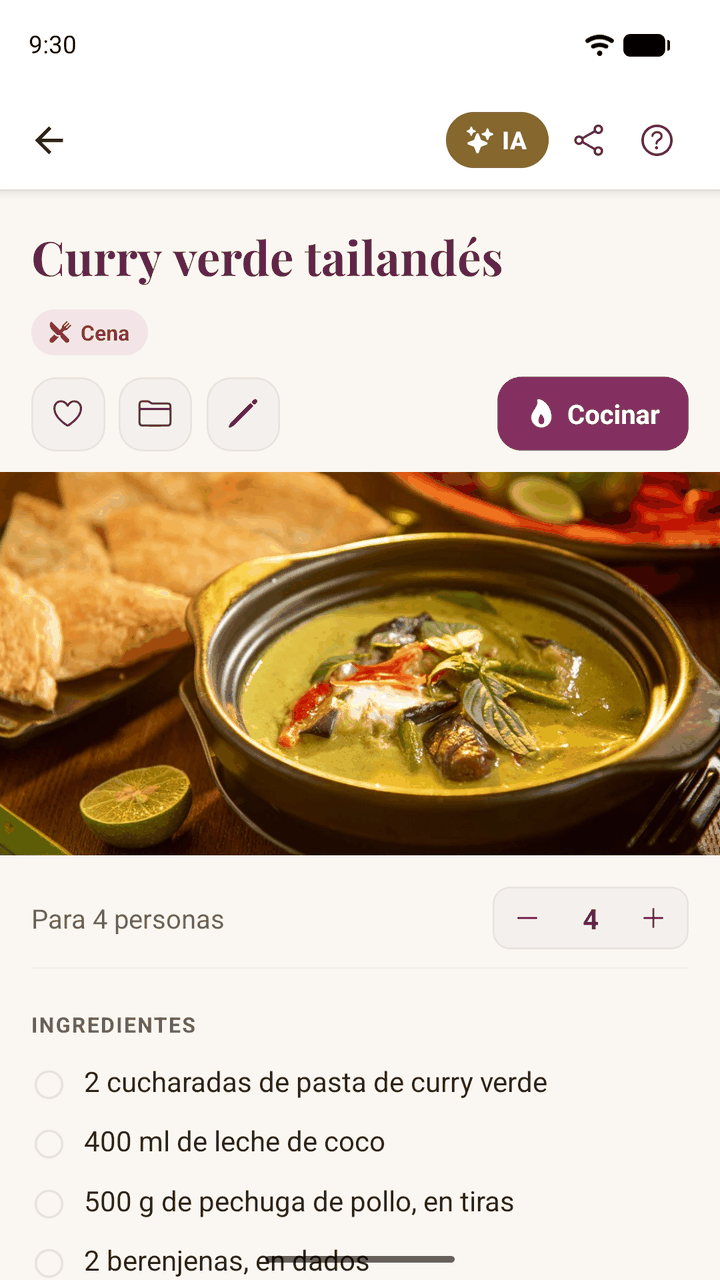 9:30
IA
Curry verde tailandés
Cena
Cocinar
Para 4 personas
4
INGREDIENTES
2 cucharadas de pasta de curry verde
400 ml de leche de coco
500 g de pechuga de pollo, en tiras
2 berenjenas, en dados